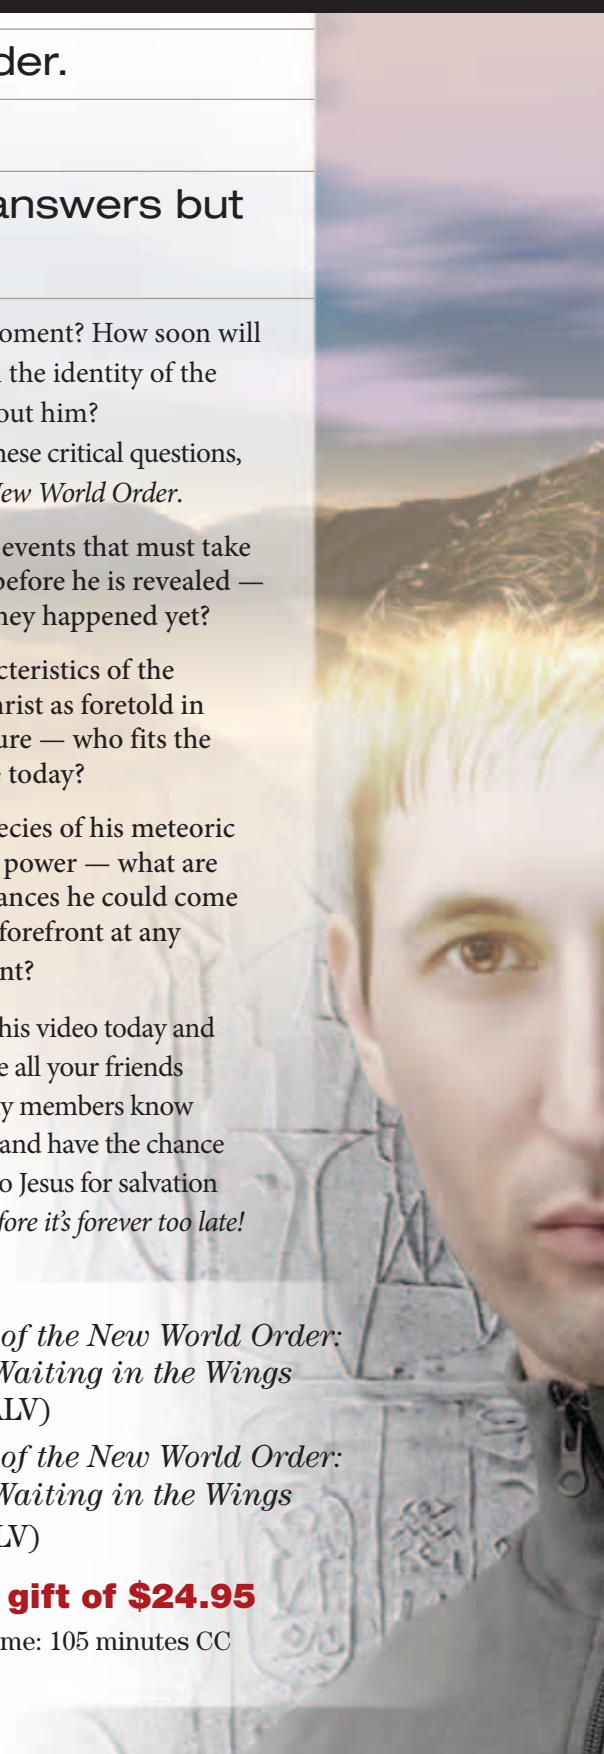 der.
answers but
oment? How soon will
the identity of the
out him?
hese critical questions,
ew World Order.
events that must take
before he is revealed —
hey happened yet?
cteristics of the
hrist as foretold in
ure — who fits the
today?
ecies of his meteoric
power — what are
ances he could come
forefront at any
nt?
his video today and
e all your friends
y members know
and have the chance
o Jesus for salvation
fore it's forever too late!
of the New World Order:
Waiting in the Wings
LV)
of the New World Order:
Waiting in the Wings
LV)
gift of $24.95
me: 105 minutes CC